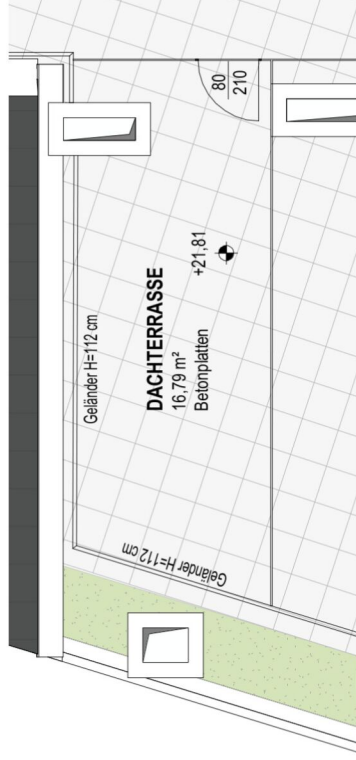 80
210
+21,81
DACHTERRASSE
16,79 m²
Betonplatten
Geländer H=112 cm
Geländer H=112 cm